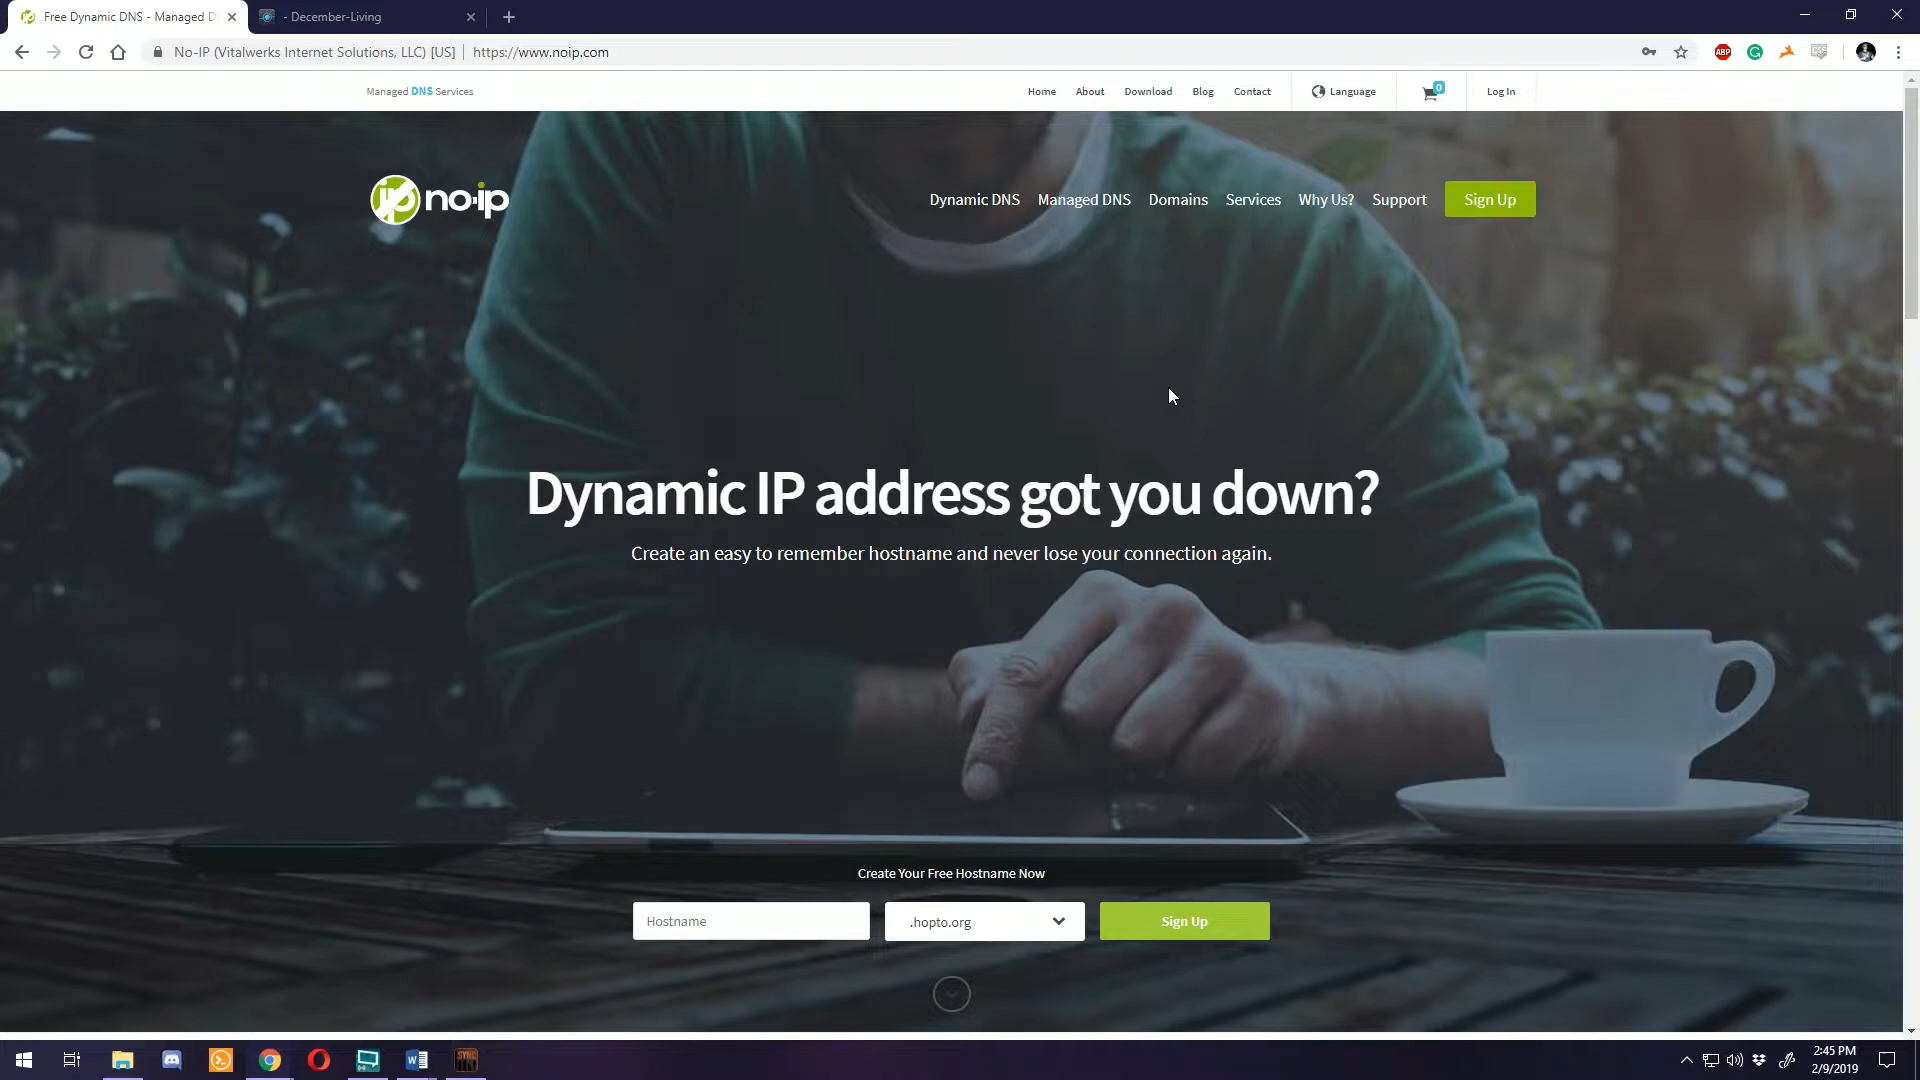 Free Dynamic DNS - Managed D
- December-Living
No-IP (Vitalwerks Internet Solutions, LLC) [US]
https://www.noip.com
ABP
Managed DNS Services
Home
About
Download
Blog
Contact
Language
0
Log In
no-ip
Dynamic DNS
Managed DNS
Domains
Services
Why Us?
Support
Sign Up
Dynamic IP address got you down?
Create an easy to remember hostname and never lose your connection again.
Create Your Free Hostname Now
Hostname
.hopto.org
Sign Up
SYNC
2:45 PM
2/9/2019